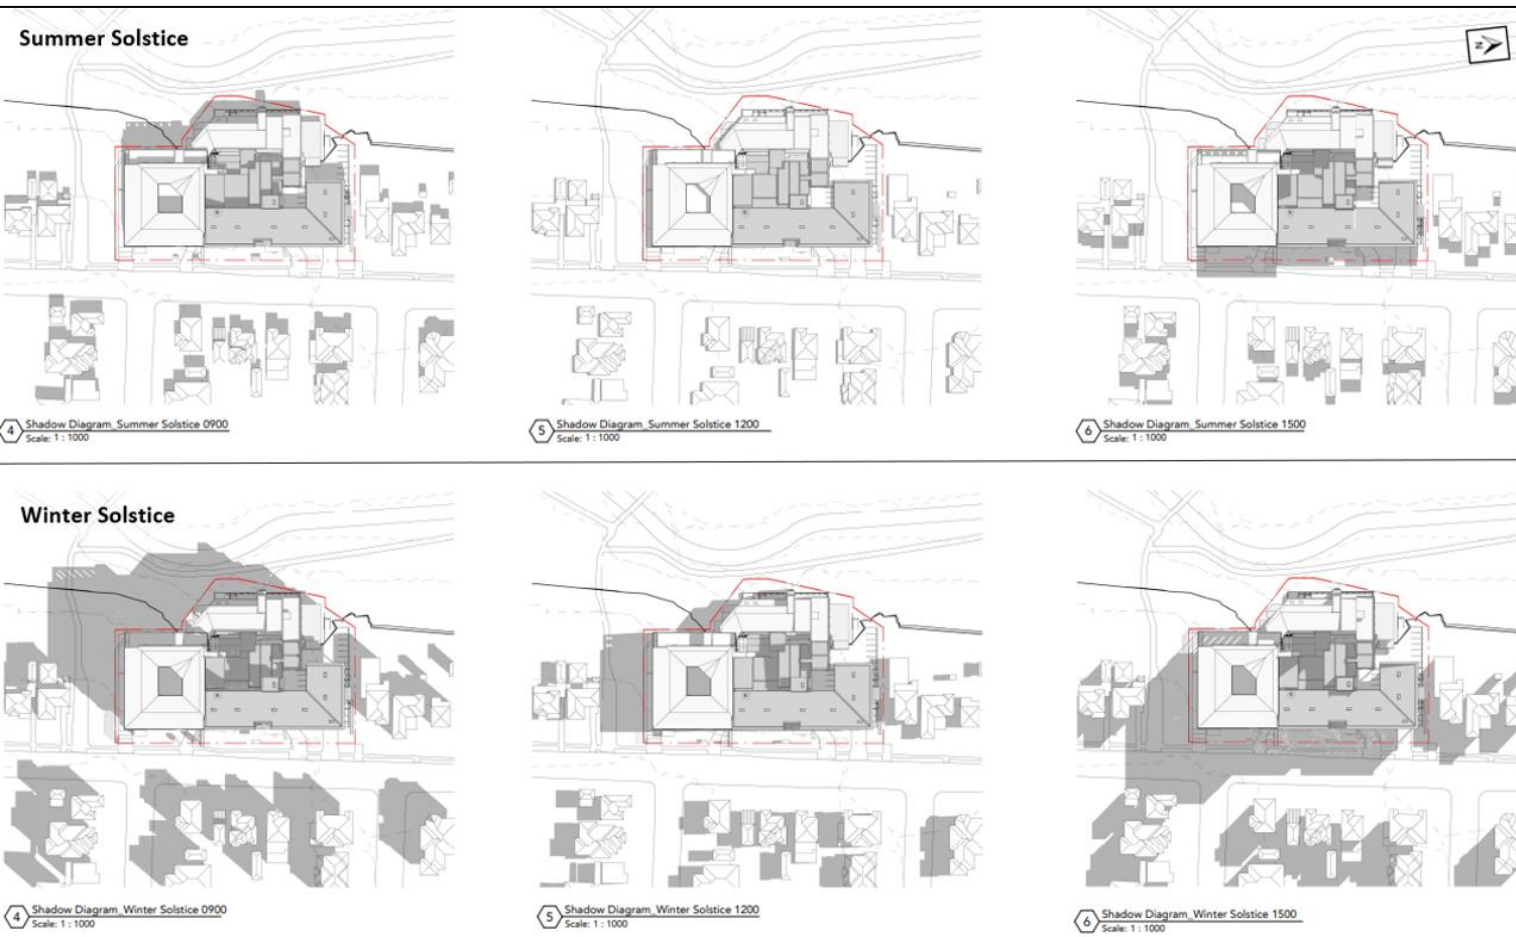 Summer Solstice
N
4 Shadow Diagram_Summer Solstice 0900
Scale: 1 : 1000
5 Shadow Diagram_Summer Solstice 1200
Scale: 1 : 1000
6 Shadow Diagram_Summer Solstice 1500
Scale: 1 : 1000
Winter Solstice
4 Shadow Diagram_Winter Solstice 0900
Scale: 1 : 1000
5 Shadow Diagram_Winter Solstice 1200
Scale: 1 : 1000
6 Shadow Diagram_Winter Solstice 1500
Scale: 1 : 1000